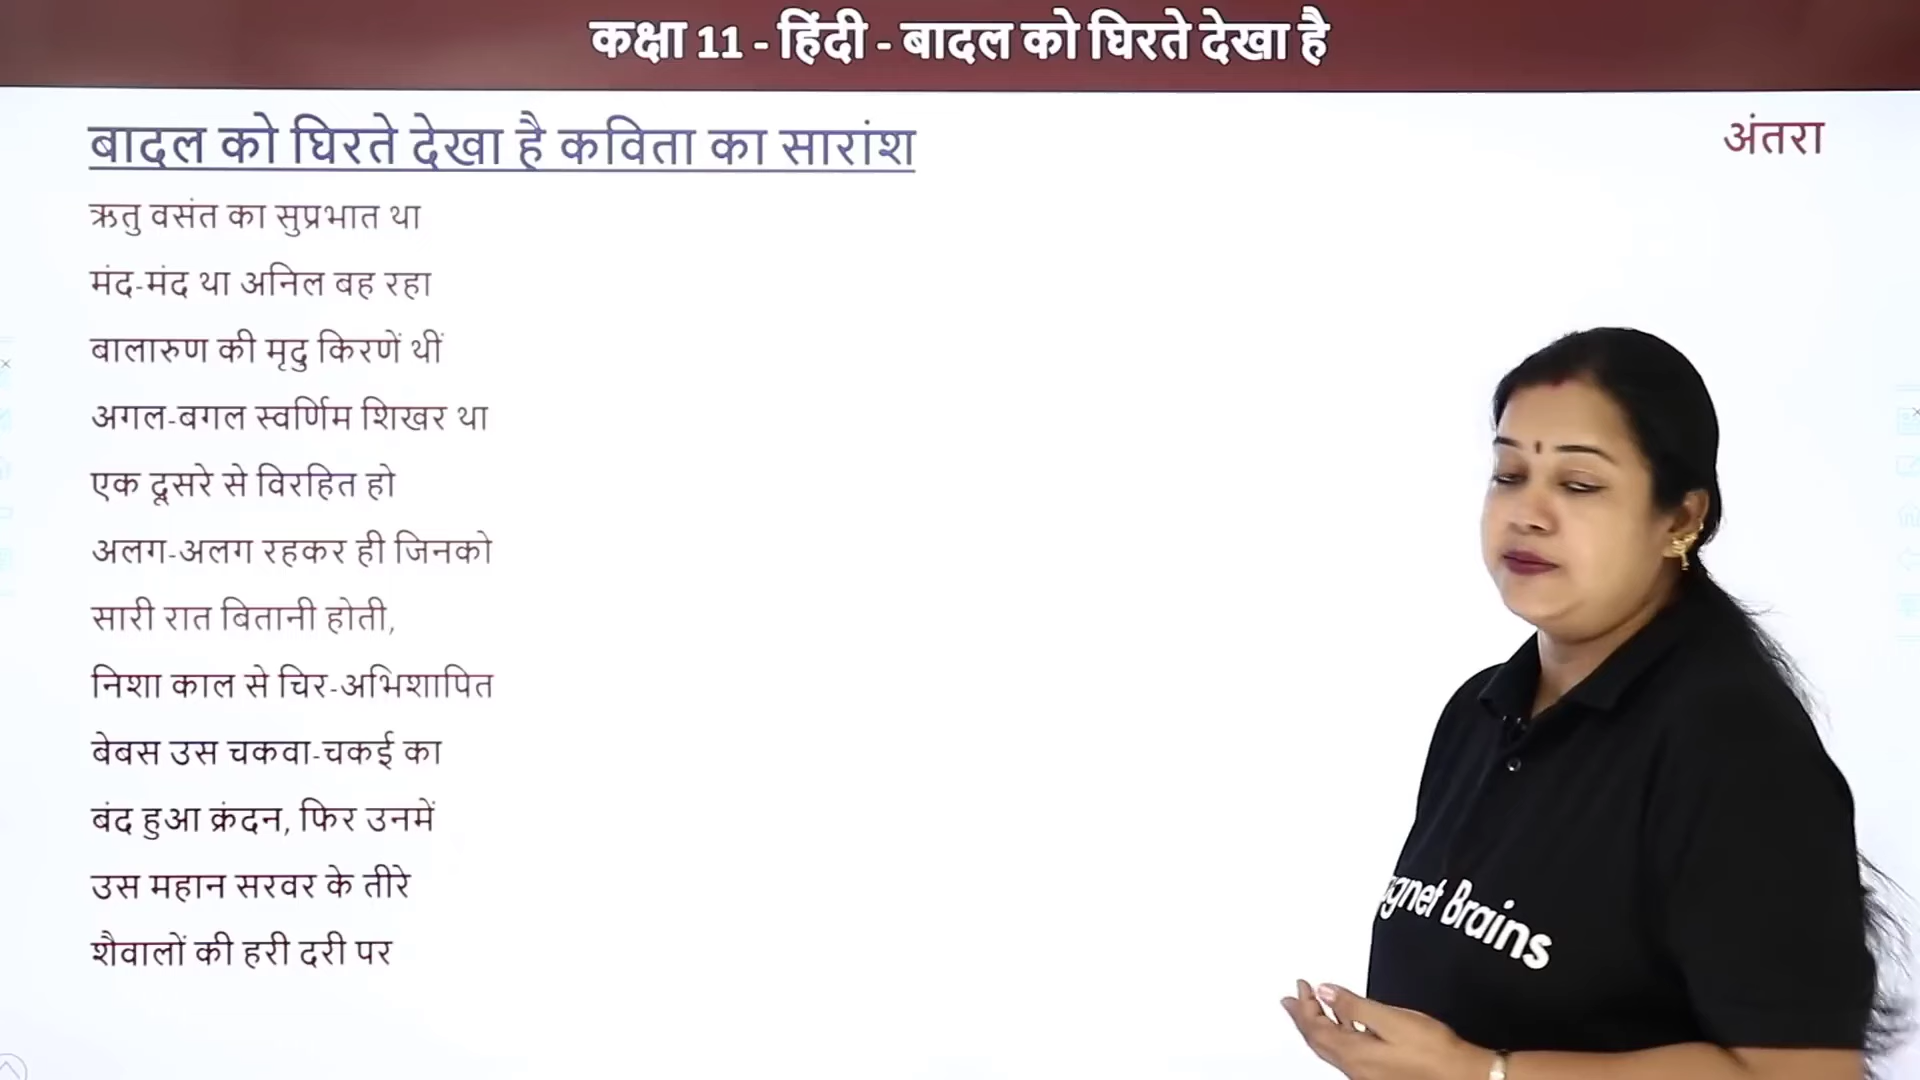 कक्षा 11 - हिंदी - बादल को घिरते देखा है
बादल को घिरते देखा है कविता का सारांश
अंतरा
ऋतु वसंत का सुप्रभात था
मंद-मंद था अनिल बह रहा
बालारुण की मृदु किरणें थीं
अगल-बगल स्वर्णिम शिखर था
एक दूसरे से विरहित हो
अलग-अलग रहकर ही जिनको
सारी रात बितानी होती,
निशा काल से चिर-अभिशापित
बेबस उस चकवा-चकई का
बंद हुआ क्रंदन, फिर उनमें
उस महान सरवर के तीरे
शैवालों की हरी दरी पर
Brains